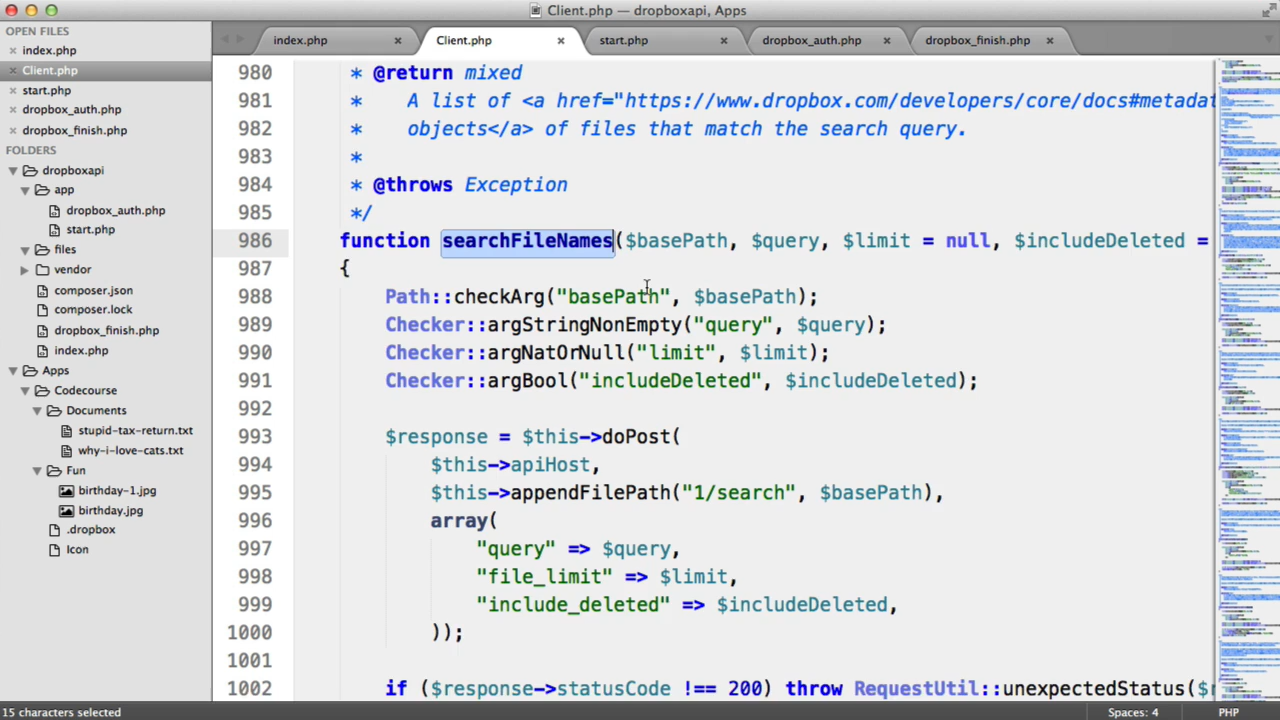 Client.php — dropboxapi, Apps
OPEN FILES
× index.php
× Client.php
start.php
dropbox_auth.php
× dropbox_finish.php
FOLDERS
dropboxapi
app
dropbox_auth.php
start.php
files
vendor
composer.json
composer.lock
dropbox_finish.php
index.php
Apps
Codecourse
Documents
stupid-tax-return.txt
why-i-love-cats.txt
Fun
birthday-1.jpg
birthday.jpg
.dropbox
Icon
index.php × Client.php × start.php × dropbox_auth.php × dropbox_finish.php ×
980 * @return mixed
981 * A list of <a href="https://www.dropbox.com/developers/core/docs#metadat
982 * objects</a> of files that match the search query.
983 *
984 * @throws Exception
985 */
986 function searchFileNames($basePath, $query, $limit = null, $includeDeleted =
987 {
988 Path::checkArg("basePath", $basePath);
989 Checker::argStringNonEmpty("query", $query);
990 Checker::argNatOrNull("limit", $limit);
991 Checker::argBool("includeDeleted", $includeDeleted);
992
993 $response = $this->doPost(
994 $this->apiHost,
995 $this->appendFilePath("1/search", $basePath),
996 array(
997 "query" => $query,
998 "file_limit" => $limit,
999 "include_deleted" => $includeDeleted,
1000 ));
1001
1002 if ($response->statusCode !== 200) throw RequestUtil::unexpectedStatus($r
15 characters selected
Spaces: 4
PHP